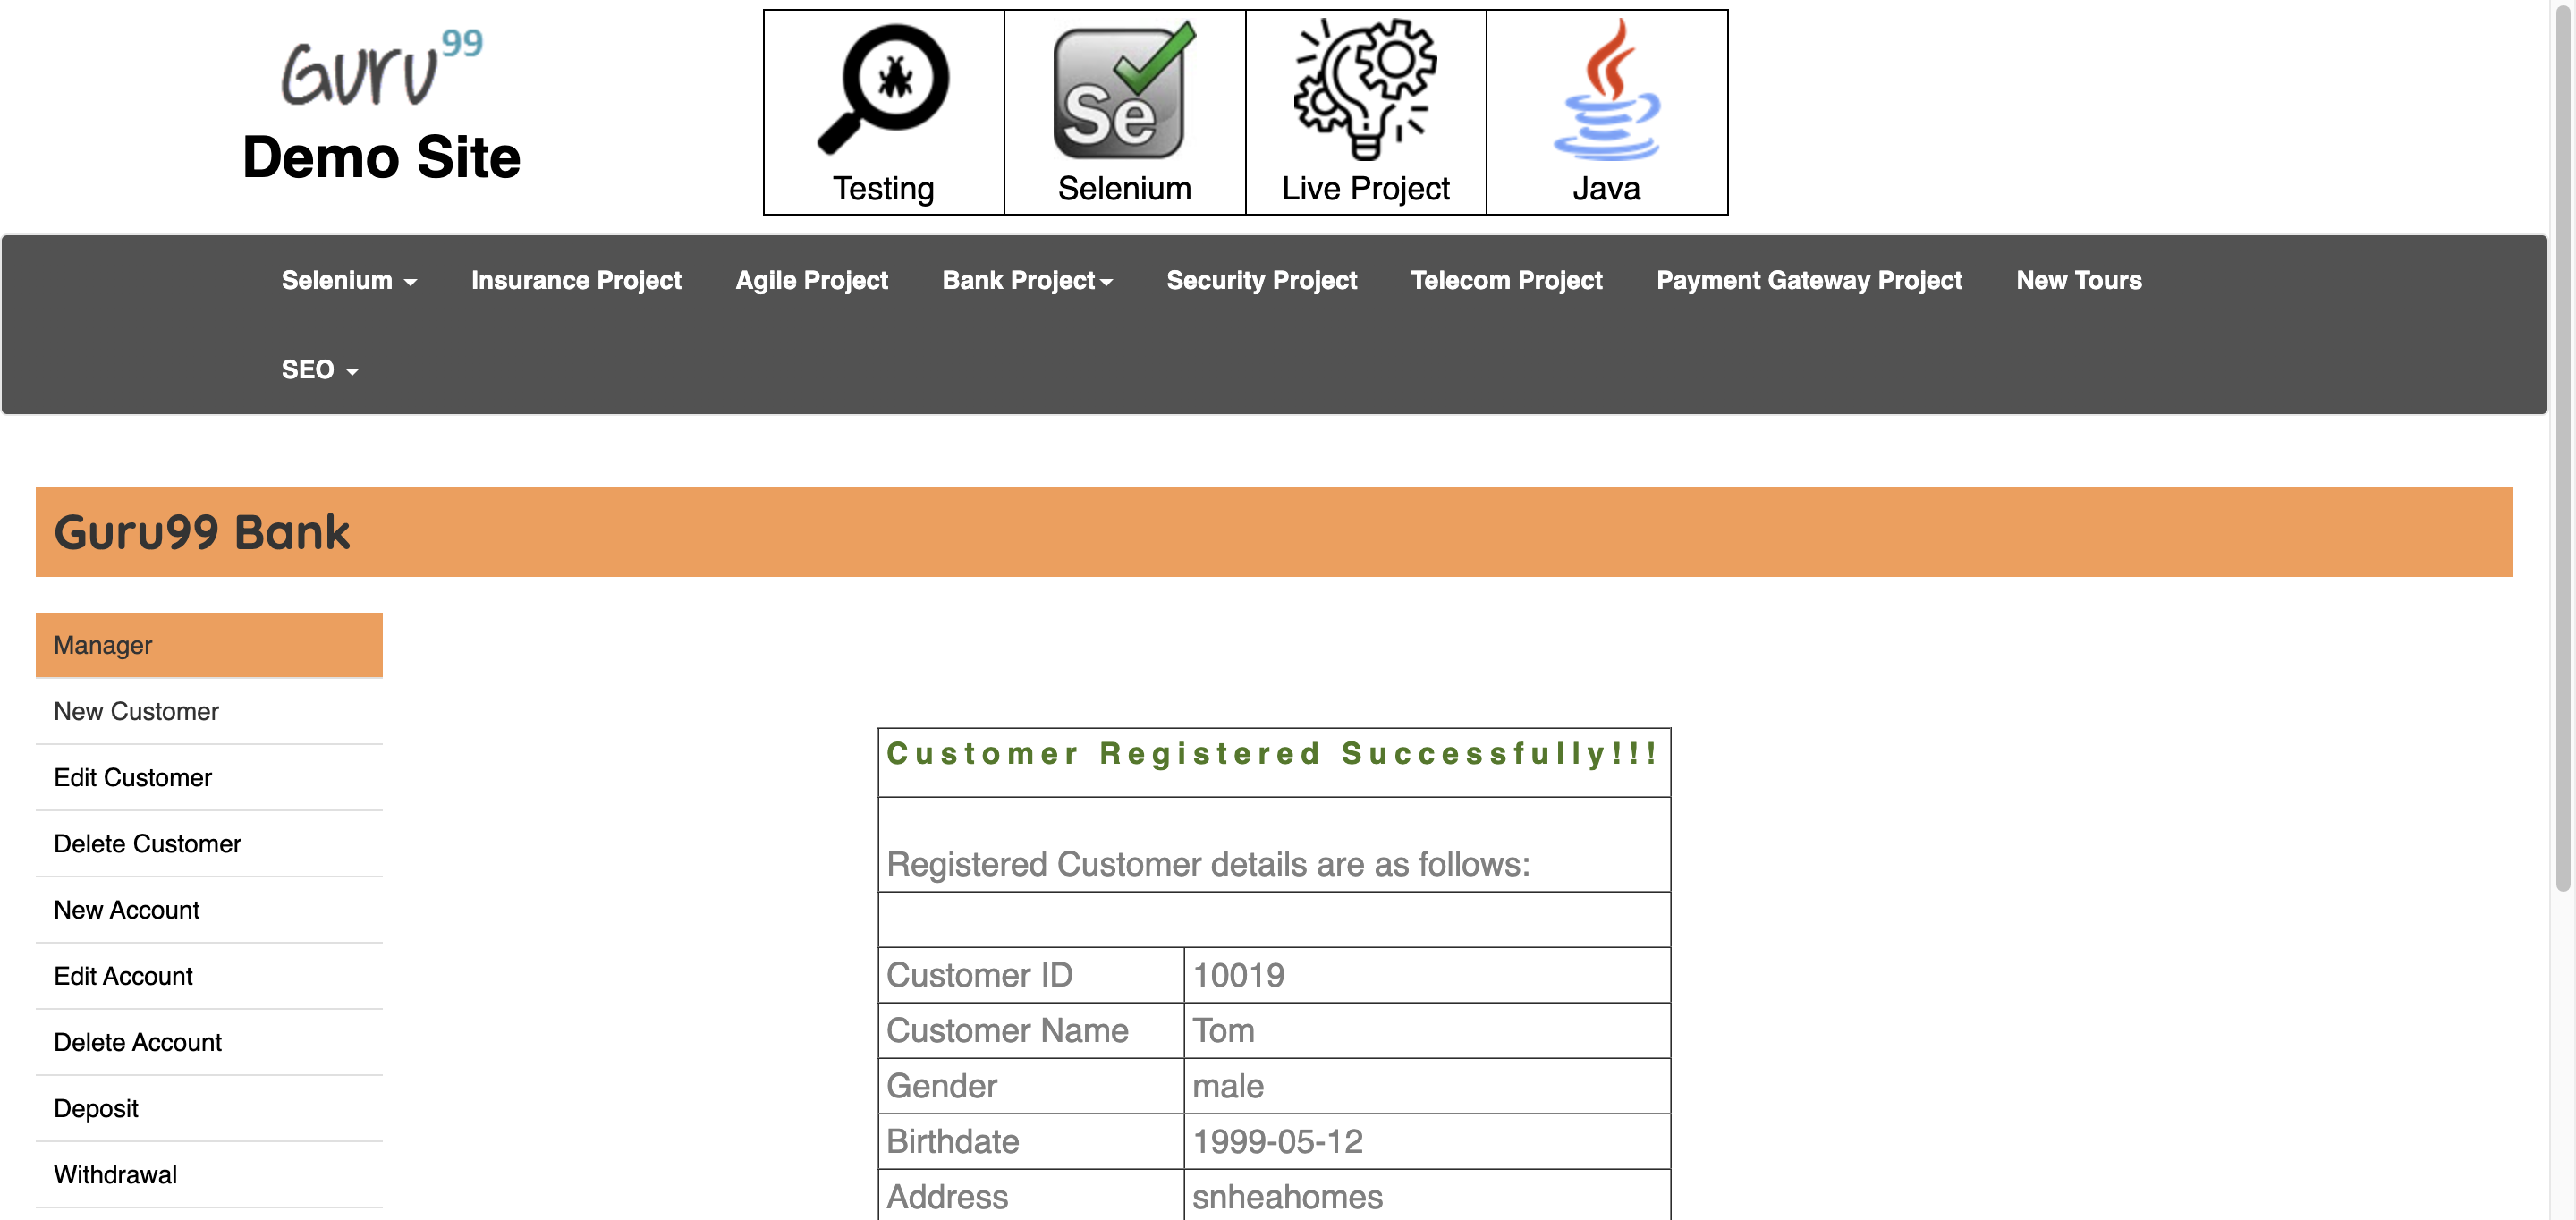 Guru99
Demo Site
Testing
Se
Selenium
Live Project
Java
Selenium
Insurance Project
Agile Project
Bank Project
Security Project
Telecom Project
Payment Gateway Project
New Tours
SEO
Guru99 Bank
Manager
New Customer
Edit Customer
Delete Customer
New Account
Edit Account
Delete Account
Deposit
Withdrawal
Customer Registered Successfully!!!
Registered Customer details are as follows:
Customer ID 10019
Customer Name Tom
Gender male
Birthdate 1999-05-12
Address snheahomes